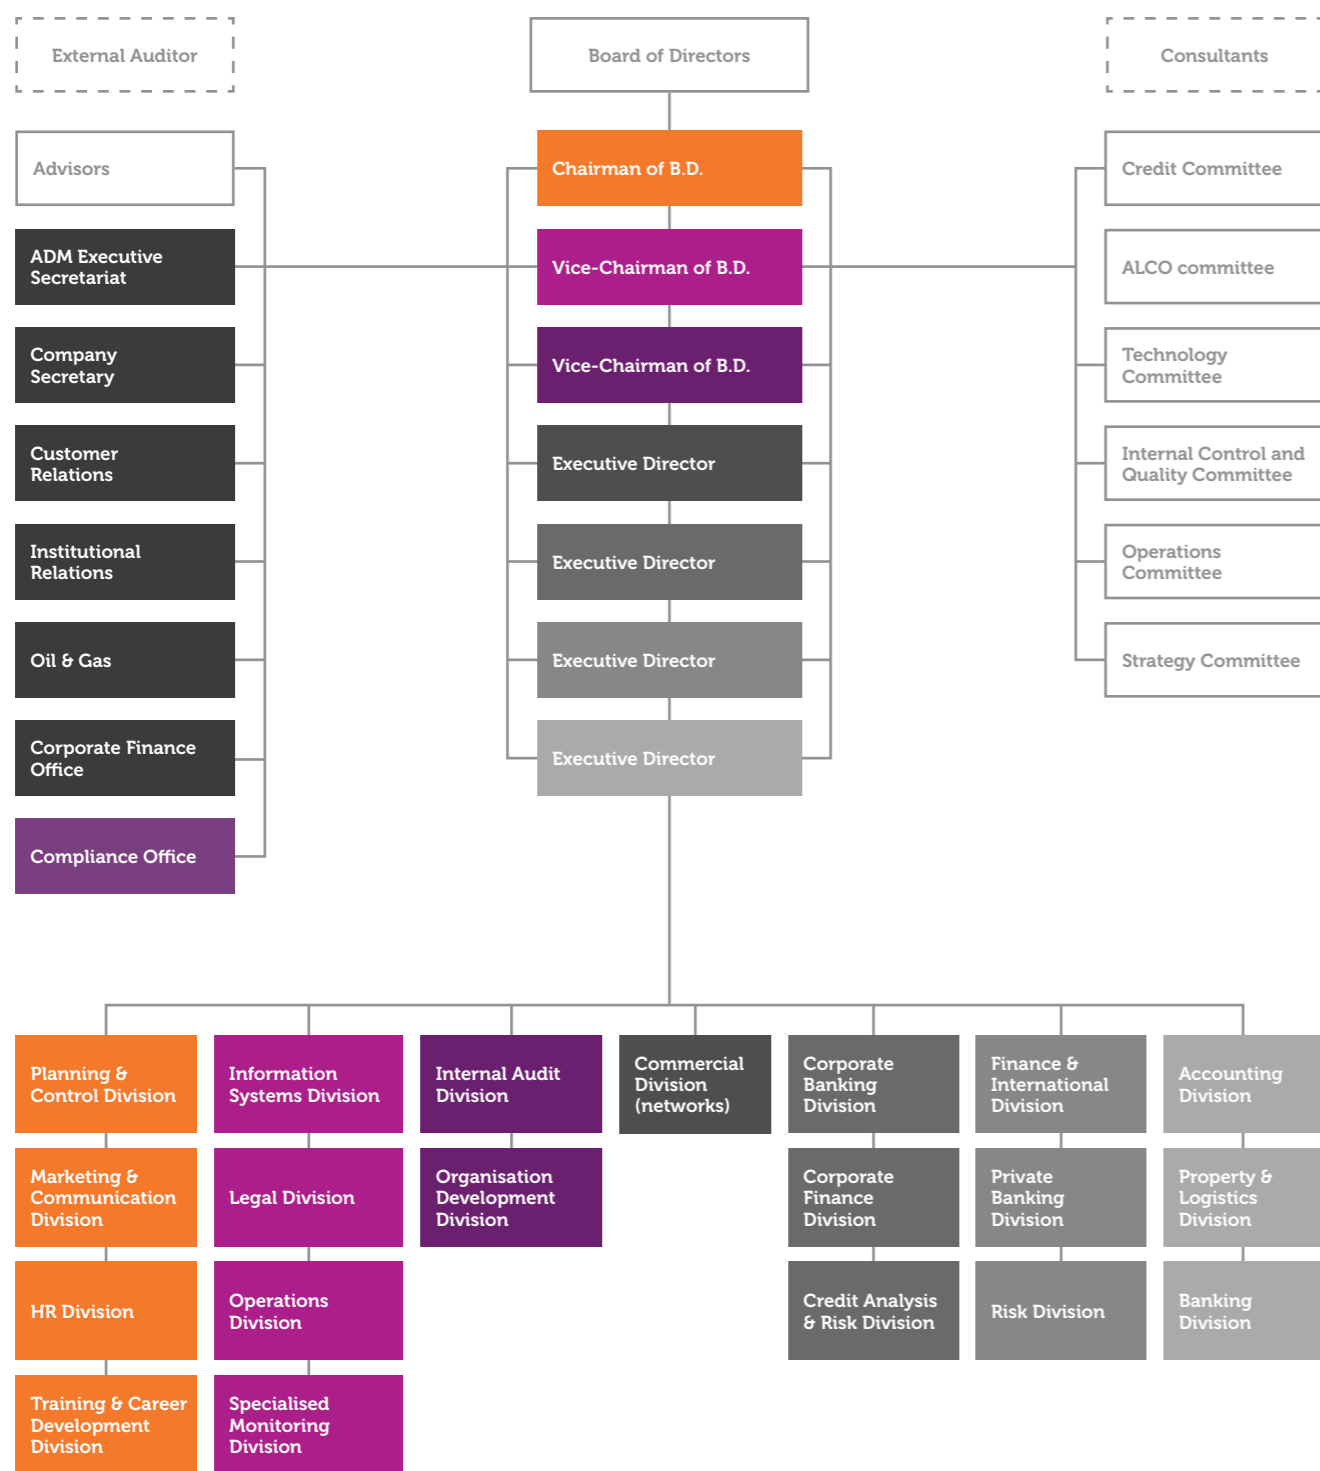 External Auditor
Board of Directors
Consultants
Advisors
Chairman of B.D.
Credit Committee
ADM Executive
Secretariat
Vice-Chairman of B.D.
ALCO committee
Company
Secretary
Vice-Chairman of B.D.
Technology
Committee
Customer
Relations
Executive Director
Internal Control and
Quality Committee
Institutional
Relations
Executive Director
Operations
Committee
Oil & Gas
Executive Director
Strategy Committee
Corporate Finance
Office
Executive Director
Compliance Office
Planning &
Control Division
Information
Systems Division
Internal Audit
Division
Commercial
Division
(networks)
Corporate
Banking
Division
Finance &
International
Division
Accounting
Division
Marketing &
Communication
Division
Legal Division
Organisation
Development
Division
Corporate
Finance
Division
Private
Banking
Division
Property &
Logistics
Division
HR Division
Operations
Division
Credit Analysis
& Risk Division
Risk Division
Banking
Division
Training & Career
Development
Division
Specialised
Monitoring
Division